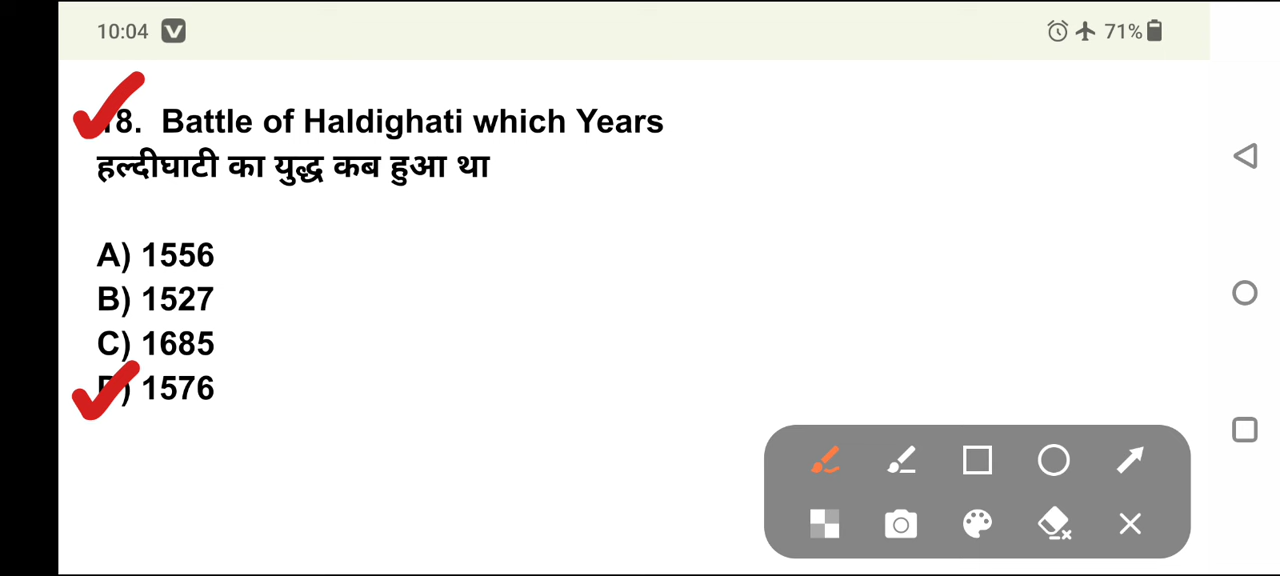 10:04
71%
8. Battle of Haldighati which Years
हल्दीघाटी का युद्ध कब हुआ था
A) 1556
B) 1527
C) 1685
D) 1576